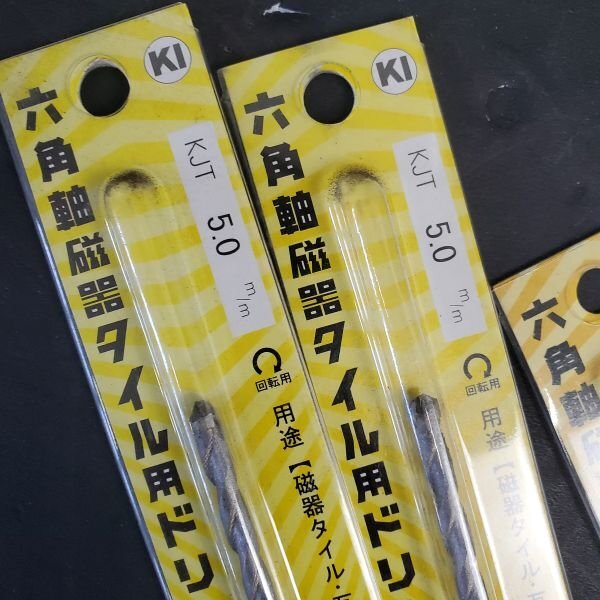 KI
六角軸磁器タイル用ドリ
KJT 5.0 m/m
回転用
用途【磁器タイル・
KI
六角軸磁器タイル用ドリ
KJT 5.0 m/m
回転用
用途【磁器タイル・瓦
六角軸磁